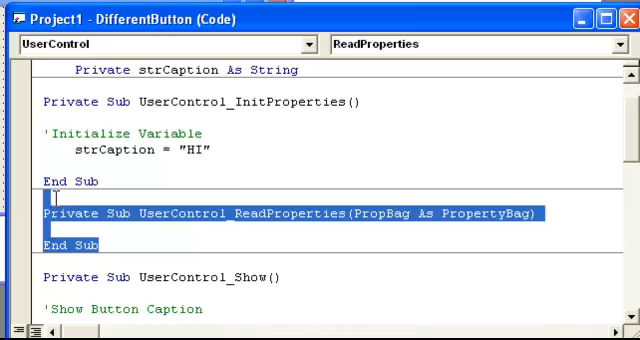 Project1 - DifferentButton (Code)
UserControl ReadProperties
Private strCaption As String
Private Sub UserControl_InitProperties()
'Initialize Variable
strCaption = "HI"
End Sub
Private Sub UserControl_ReadProperties(PropBag As PropertyBag)
End Sub
Private Sub UserControl_Show()
'Show Button Caption